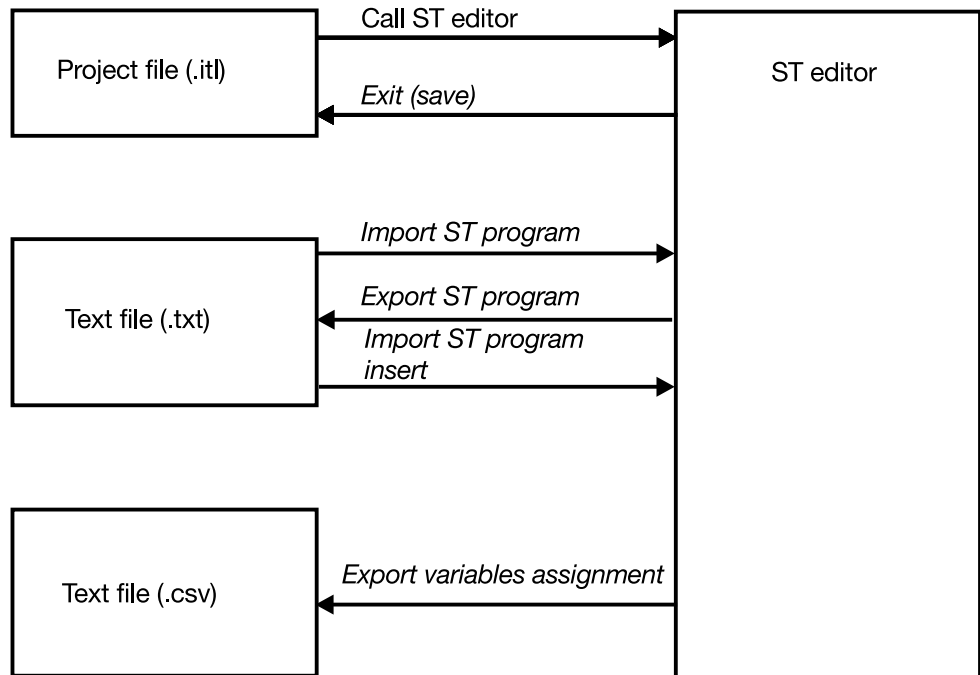 Call ST editor
Project file (.itl)
ST editor
Exit (save)
Import ST program
Export ST program
Text file (.txt)
Import ST program
insert
Export variables assignment
Text file (.csv)